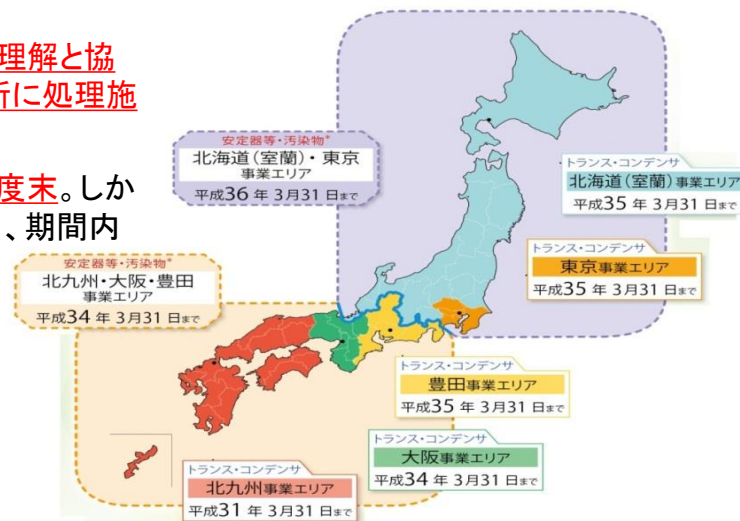 理解と協
所に処理施
度末。しか
、期間内
安定器等・汚染物*
北海道(室蘭)・東京
事業エリア
平成36年3月31日まで
トランス・コンデンサ
北海道(室蘭)事業エリア
平成35年3月31日まで
トランス・コンデンサ
東京事業エリア
平成35年3月31日まで
安定器等・汚染物*
北九州・大阪・豊田
事業エリア
平成34年3月31日まで
トランス・コンデンサ
豊田事業エリア
平成35年3月31日まで
トランス・コンデンサ
大阪事業エリア
平成34年3月31日まで
トランス・コンデンサ
北九州事業エリア
平成31年3月31日まで